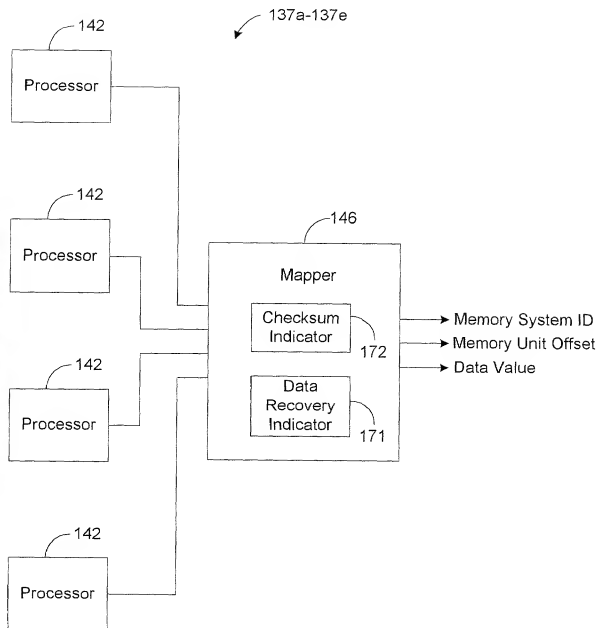 137a-137e
142
Processor
142
Processor
146
Mapper
Checksum
Indicator
172
Memory System ID
Memory Unit Offset
Data Value
142
Processor
Data
Recovery
Indicator
171
142
Processor